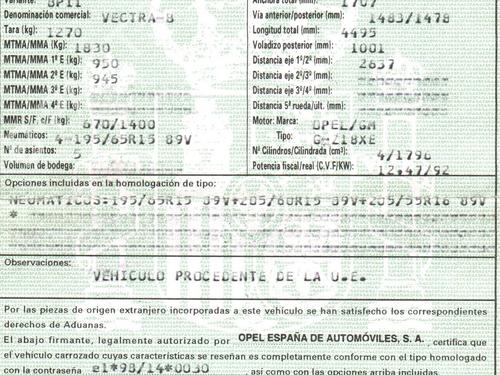 Variante: BP11 Anchura total (mm): 1707
Denominación comercial: VECTRA-B Vía anterior/posterior (mm): 1483/1478
Tara (kg): 1270 Longitud total (mm): 4495
MTMA/MMA (Kg): 1830 Voladizo posterior (mm): 1001
MTMA/MMA 1º E (kg): 950 Distancia eje 1º/2º (mm): 2637
MTMA/MMA 2º E (kg): 945 Distancia eje 2º/3º (mm):
MTMA/MMA 3º E (kg): Distancia eje 3º/4º (mm):
MTMA/MMA 4º E (kg): Distancia 5ª rueda/ult. (mm):
MMR S/F. c/F (kg): 670/1400 Motor: Marca: OPEL/GM
Neumáticos: 4-195/65R15 89V Tipo: G-Z18XE
Nº de asientos: 5 Nº Cilindros/Cilindrada (cm³): 4/1796
Volumen de bodega: Potencia fiscal/real (C.V.F/KW): 12,47/92
Opciones incluidas en la homologación de tipo:
NEUMATICOS:195/65R15 89V+205/60R15 89V+205/55R16 89V
*
Observaciones:
VEHICULO PROCEDENTE DE LA U.E.
Por las piezas de origen extranjero incorporadas a este vehículo se han satisfecho los correspondientes
derechos de Aduanas.
El abajo firmante, legalmente autorizado por OPEL ESPAÑA DE AUTOMÓVILES, S. A., certifica que
el vehículo carrozado cuyas características se reseñan es completamente conforme con el tipo homologado
con la contraseña e1*98/14*0030 , así como con las opciones arriba incluidas.